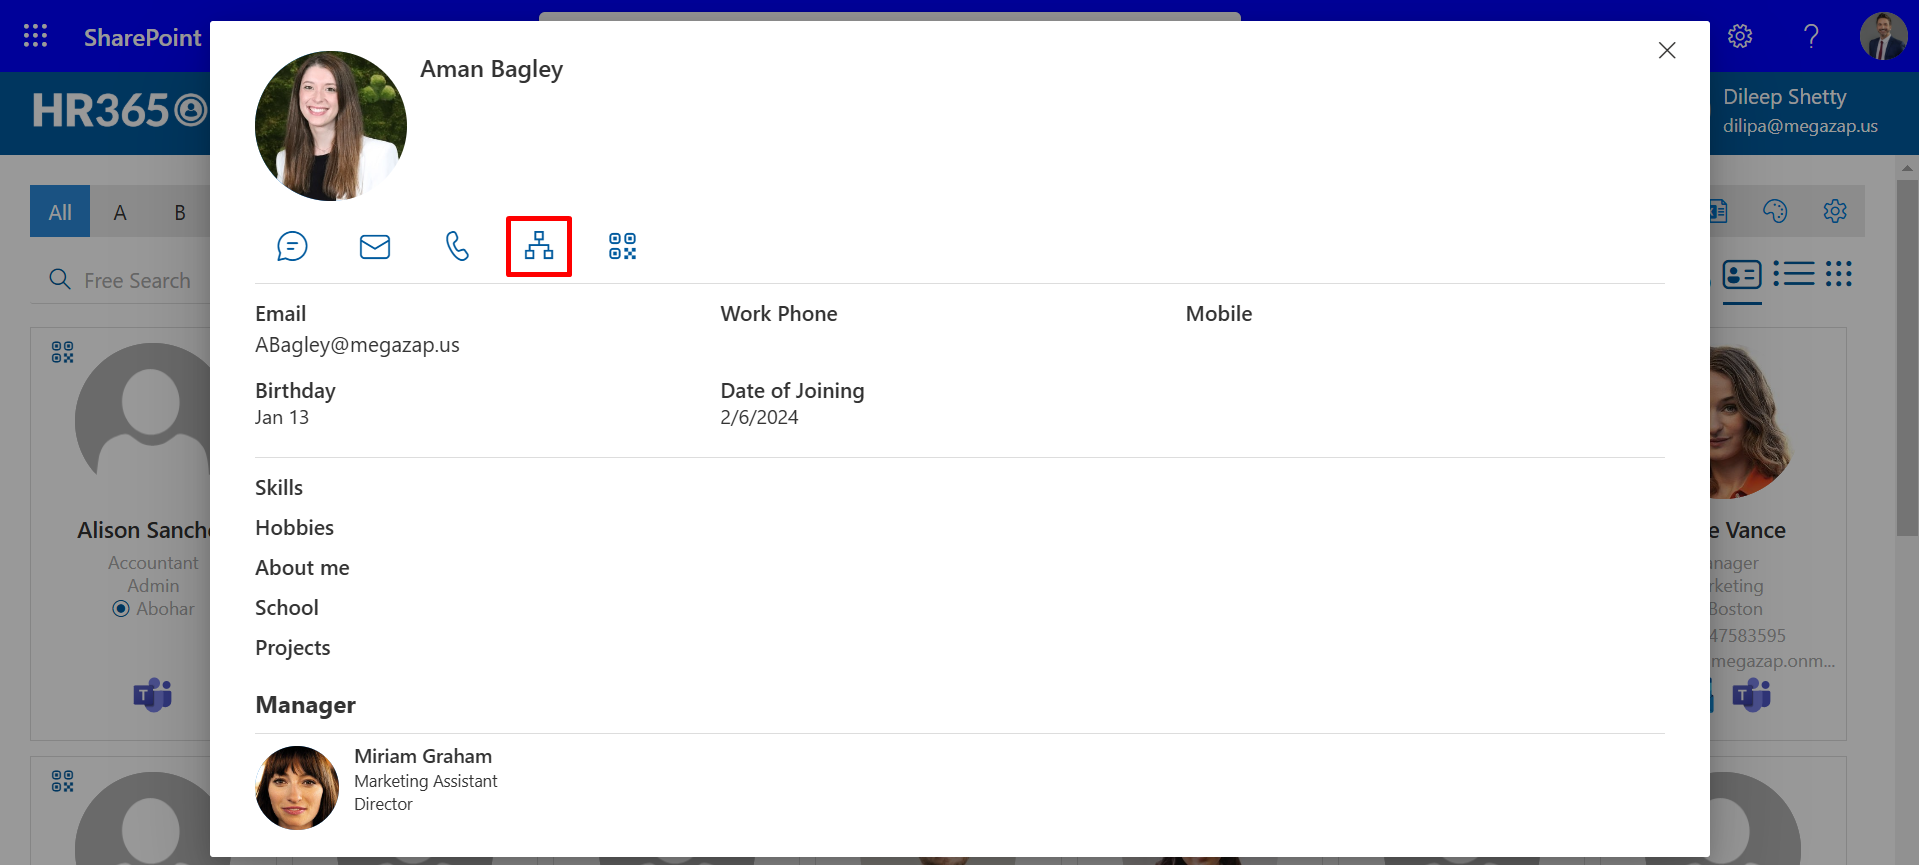 SharePoint
HR365
Dileep Shetty
dilipa@megazap.us
All A B
Free Search
Alison Sanch
Accountant
Admin
Abohar
Aman Bagley
Email
ABagley@megazap.us
Work Phone
Mobile
Birthday
Jan 13
Date of Joining
2/6/2024
Skills
Hobbies
About me
School
Projects
Manager
Miriam Graham
Marketing Assistant
Director
e Vance
nager
rketing
Boston
47583595
megazap.onm...